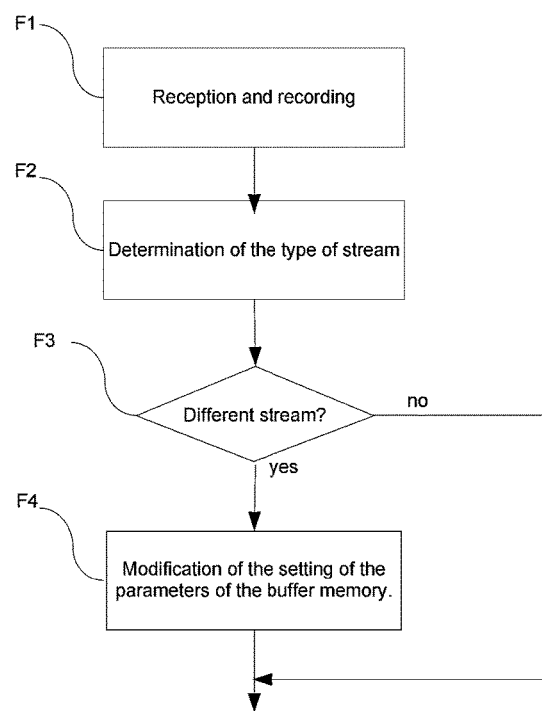 F1
Reception and recording
F2
Determination of the type of stream
F3
Different stream?
no
yes
F4
Modification of the setting of the
parameters of the buffer memory.